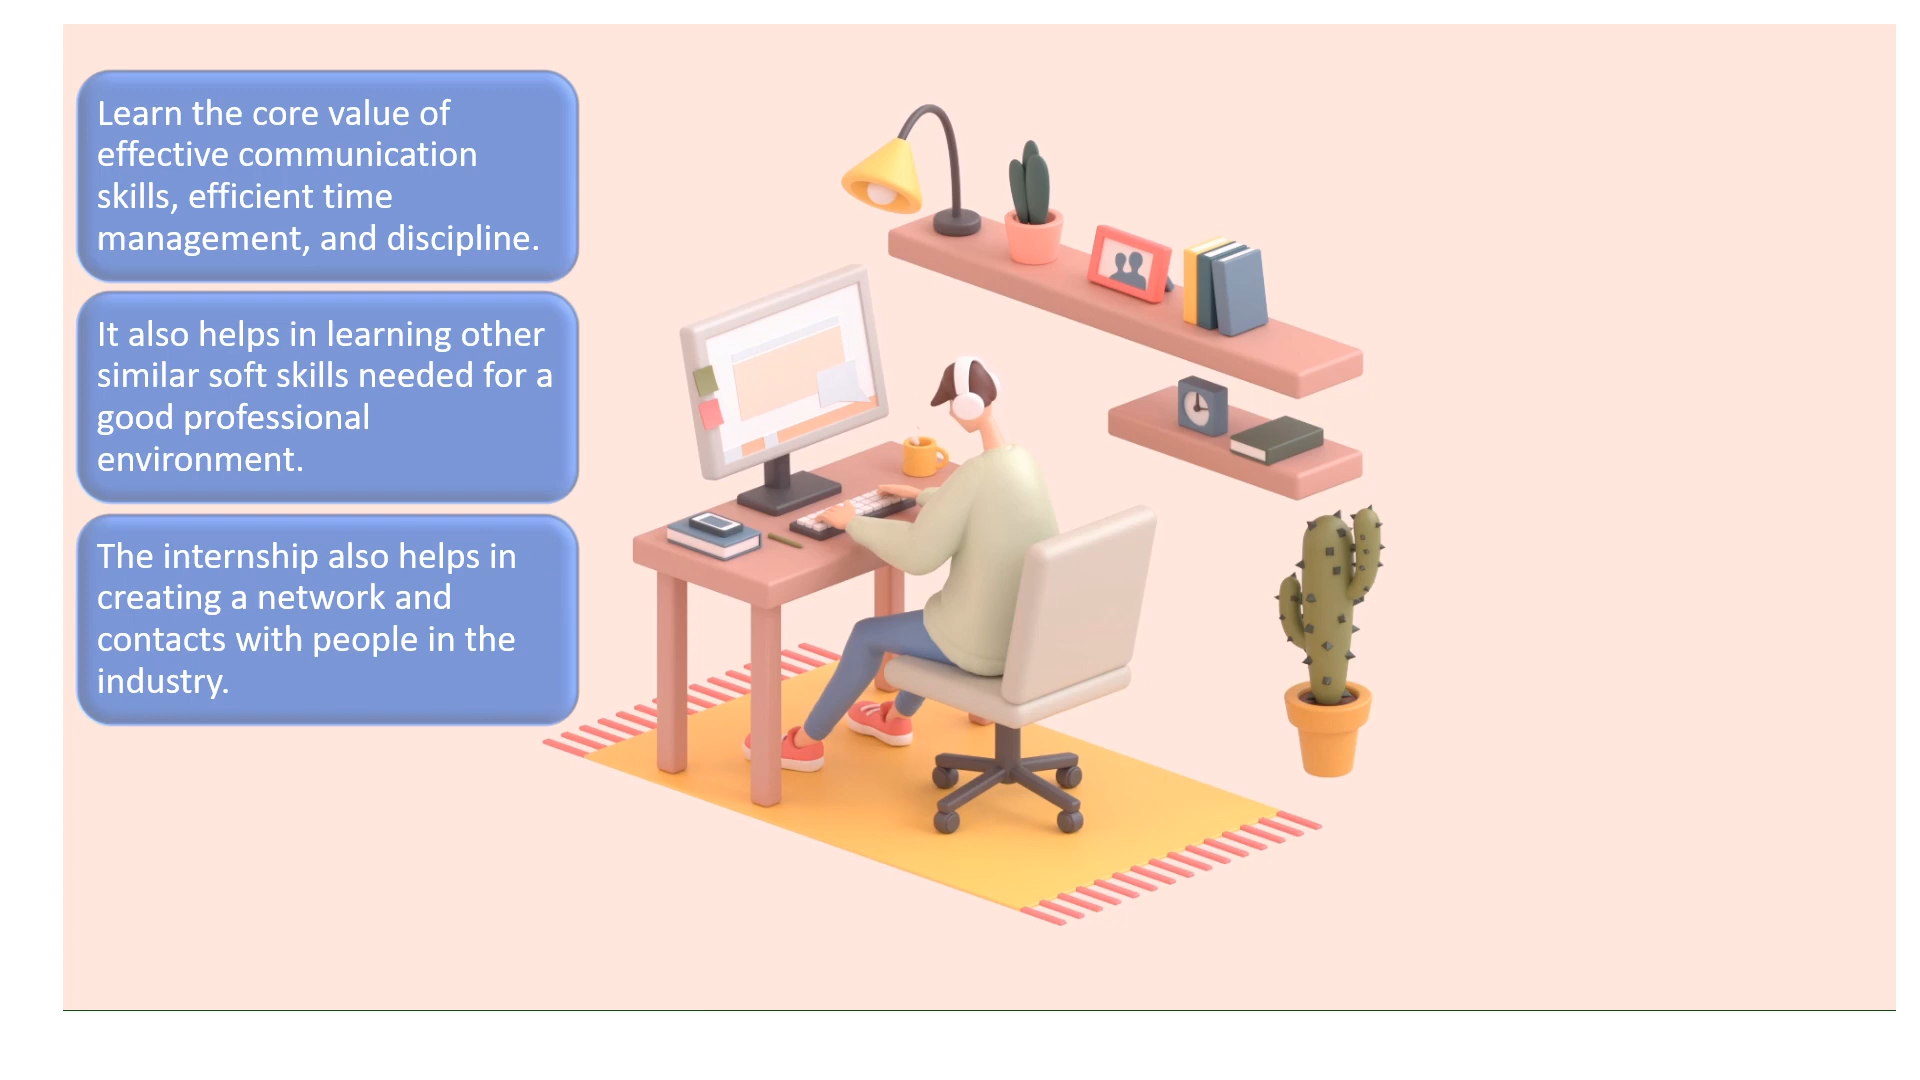 Learn the core value of
effective communication
skills, efficient time
management, and discipline.
It also helps in learning other
similar soft skills needed for a
good professional
environment.
The internship also helps in
creating a network and
contacts with people in the
industry.